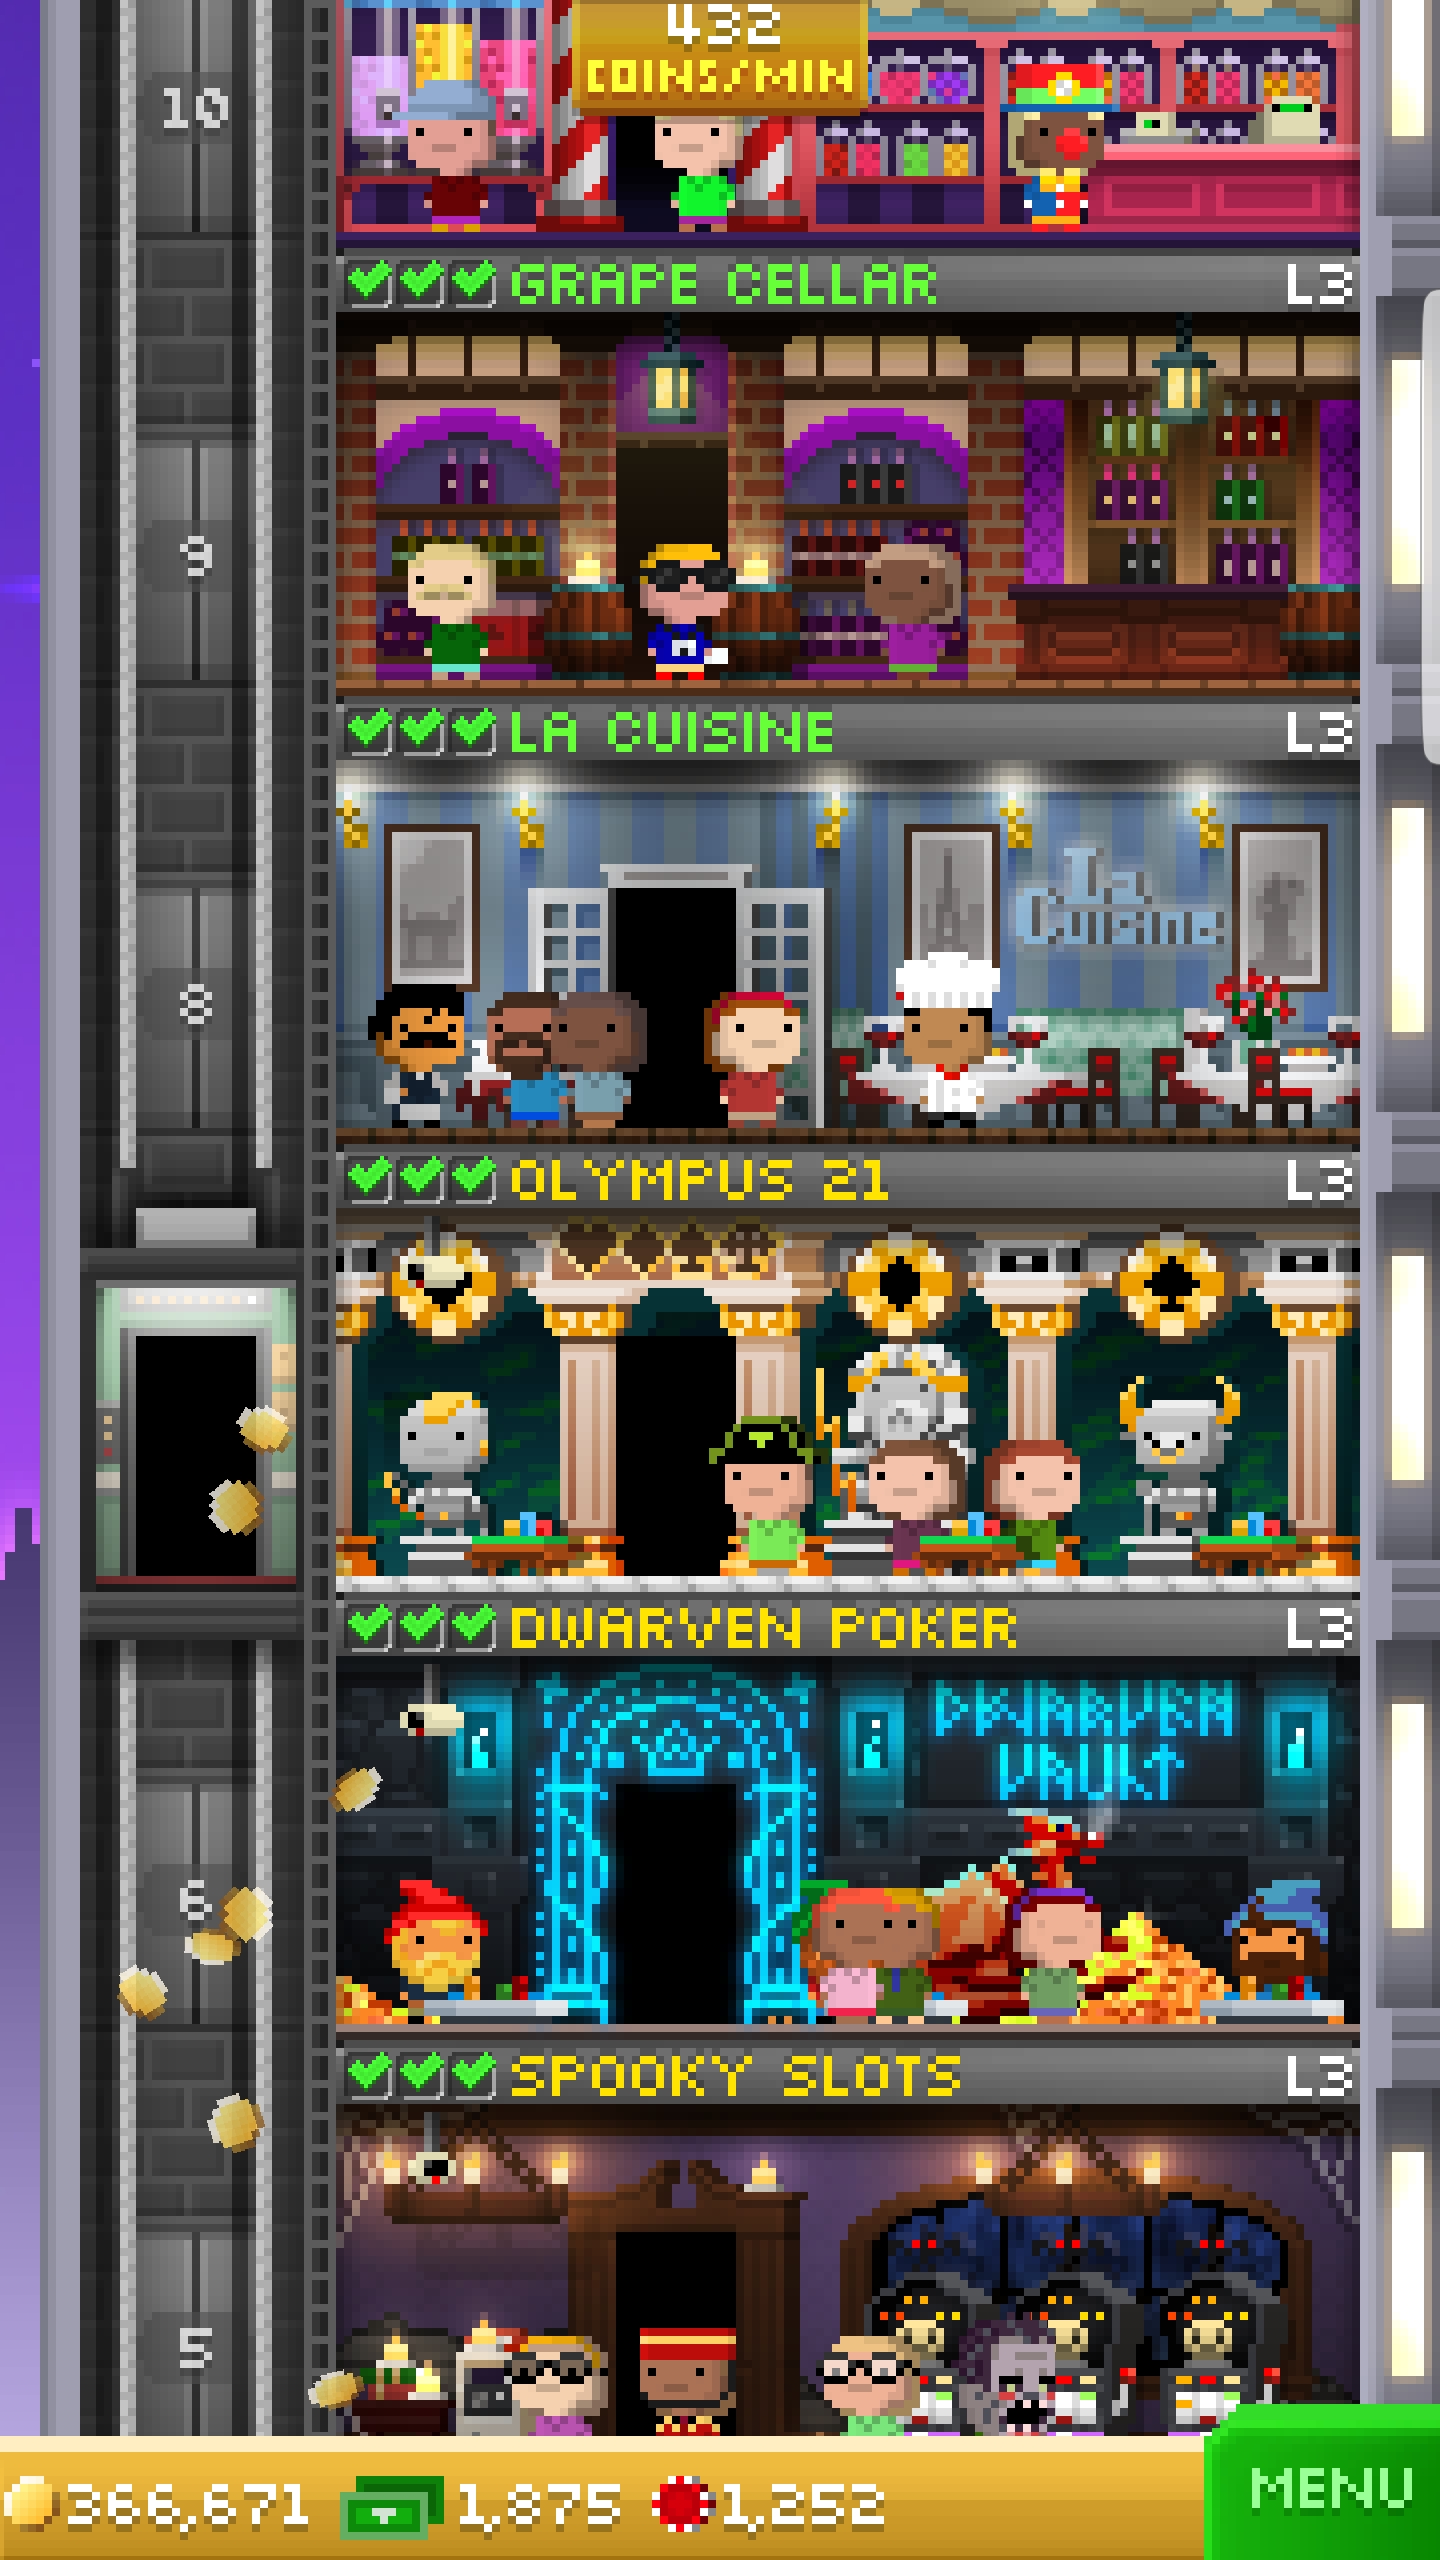 432
COINS/MIN
10
GRAPE CELLAR L3
9
LA CUISINE L3
La
Cuisine
8
OLYMPUS 21 L3
DWARVEN POKER L3
DWARVEN
VAULT
6
SPOOKY SLOTS L3
5
366,671 1,875 1,252
MENU